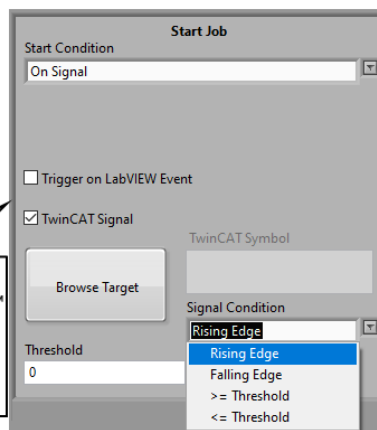 Start Job
Start Condition
On Signal
Trigger on LabVIEW Event
TwinCAT Signal
TwinCAT Symbol
Browse Target
Signal Condition
Rising Edge
Threshold
0
Rising Edge
Falling Edge
>= Threshold
<= Threshold